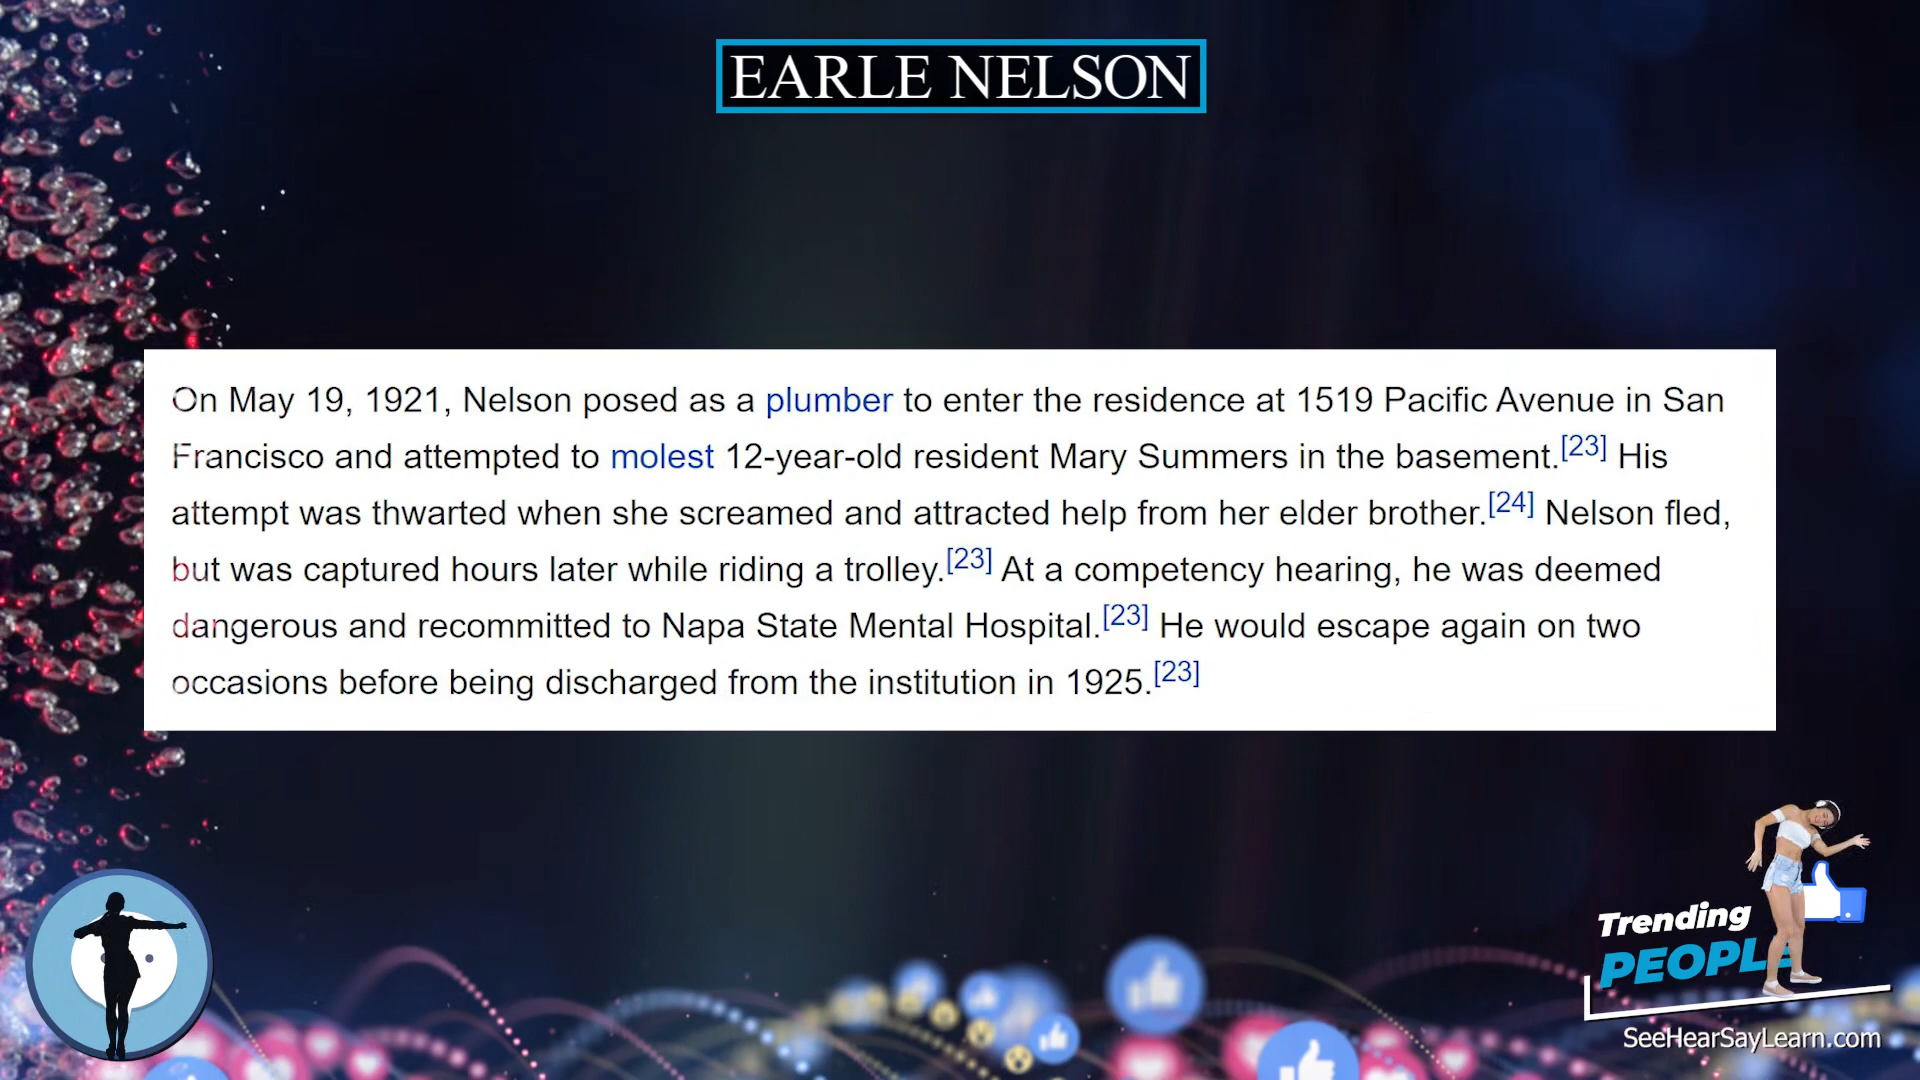 EARLE NELSON
On May 19, 1921, Nelson posed as a plumber to enter the residence at 1519 Pacific Avenue in San
Francisco and attempted to molest 12-year-old resident Mary Summers in the basement.[23] His
attempt was thwarted when she screamed and attracted help from her elder brother.[24] Nelson fled,
but was captured hours later while riding a trolley.[23] At a competency hearing, he was deemed
dangerous and recommitted to Napa State Mental Hospital.[23] He would escape again on two
occasions before being discharged from the institution in 1925.[23]
Trending
PEOPLE
SeeHearSayLearn.com